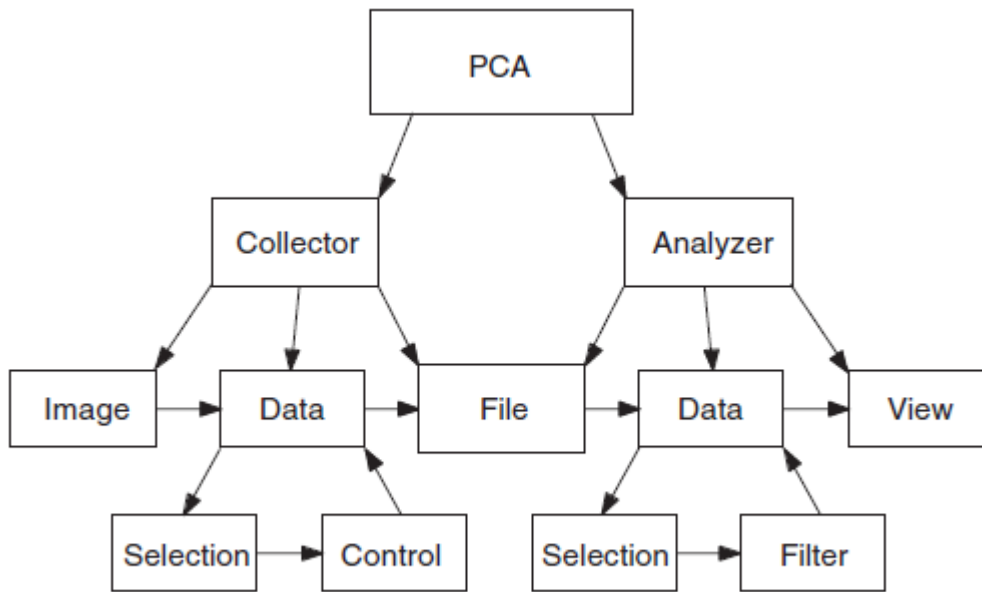 PCA
Collector
Analyzer
Image
Data
File
Data
View
Selection
Control
Selection
Filter